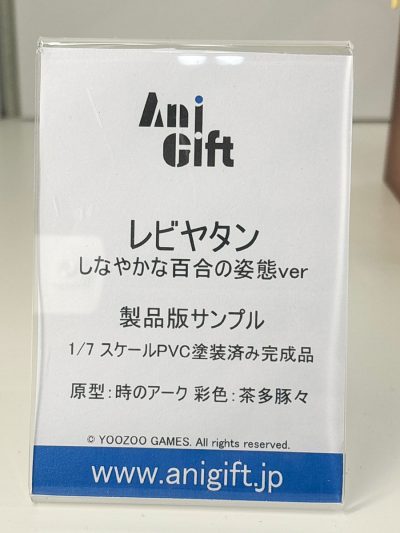 Ani
Gift
レビヤタン
しなやかな百合の姿態ver
製品版サンプル
1/7 スケールPVC塗装済み完成品
原型：時のアーク 彩色：茶多豚々
© YOOZOO GAMES. All rights reserved.
www.anigift.jp